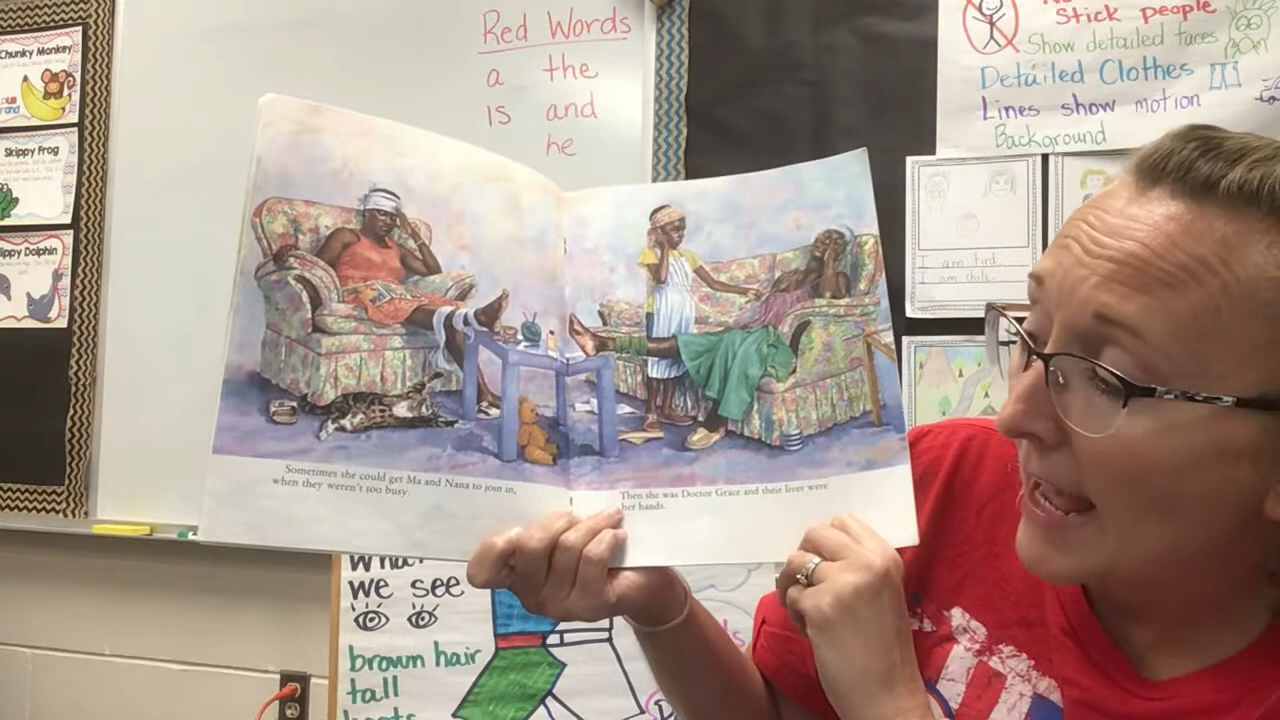 Chunky Monkey
Skippy Frog
ippy Dolphin
Red Words
a the
is and
he
Stick people
Show detailed faces
Detailed Clothes
Lines show motion
Background
I am tird.
I am chile.
Sometimes she could get Ma and Nana to join in,
when they weren't too busy.
Then she was Doctor Grace and their lives were
her hands.
we see
brown hair
tall